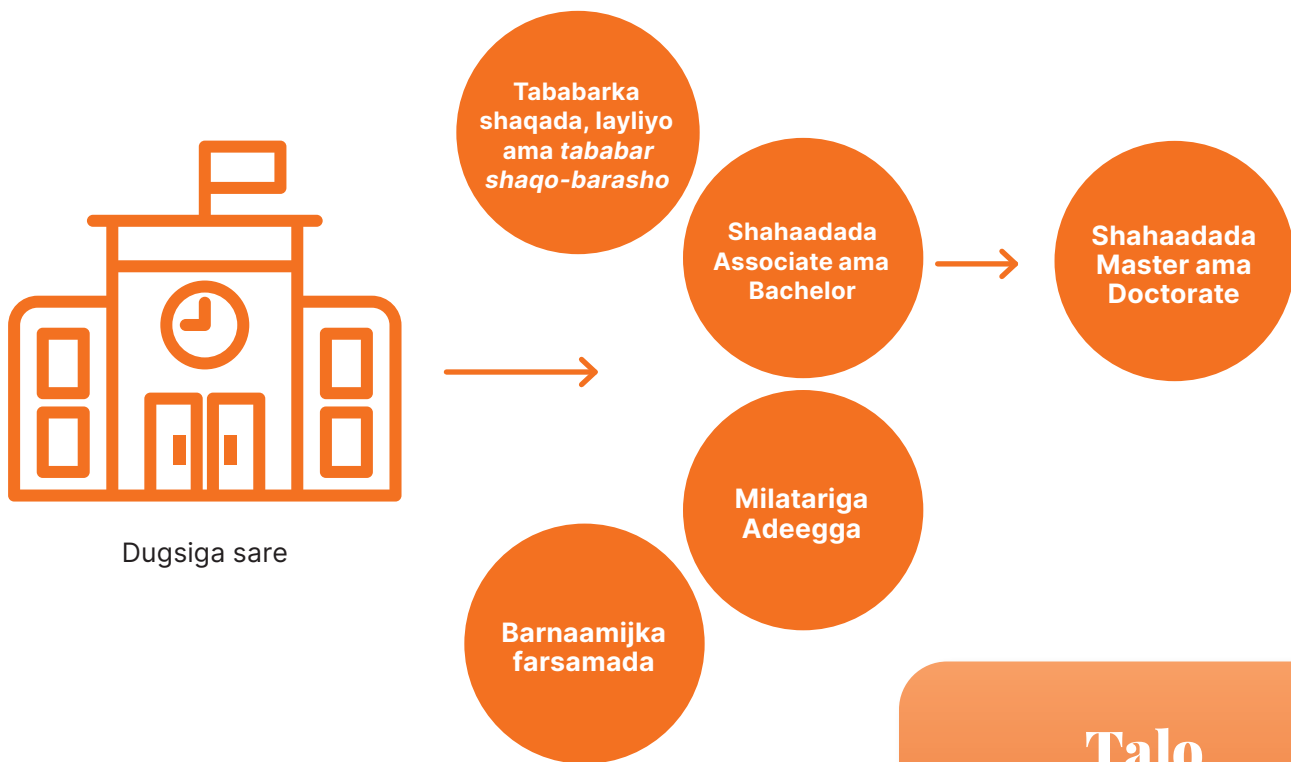 Tababarka
shaqada, layliyo
ama tababar
shaqo-barasho
Shahaadada
Associate ama
Bachelor
Shahaadada
Master ama
Doctorate
Dugsiga sare
Milatariga
Adeegga
Barnaamijka
farsamada
Talo